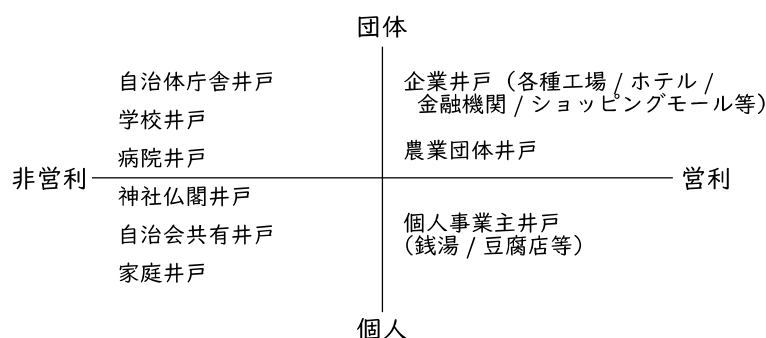 団体
自治体庁舎井戸
学校井戸
病院井戸
企業井戸（各種工場 / ホテル /
金融機関 / ショッピングモール等）
農業団体井戸
非営利
営利
神社仏閣井戸
自治会共有井戸
家庭井戸
個人事業主井戸
（銭湯 / 豆腐店等）
個人